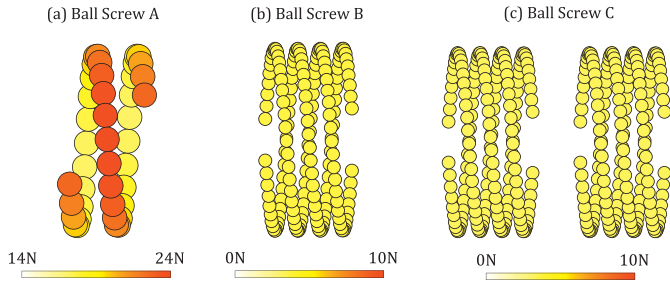 (a) Ball Screw A
(b) Ball Screw B
(c) Ball Screw C
14N 24N
0N 10N
0N 10N